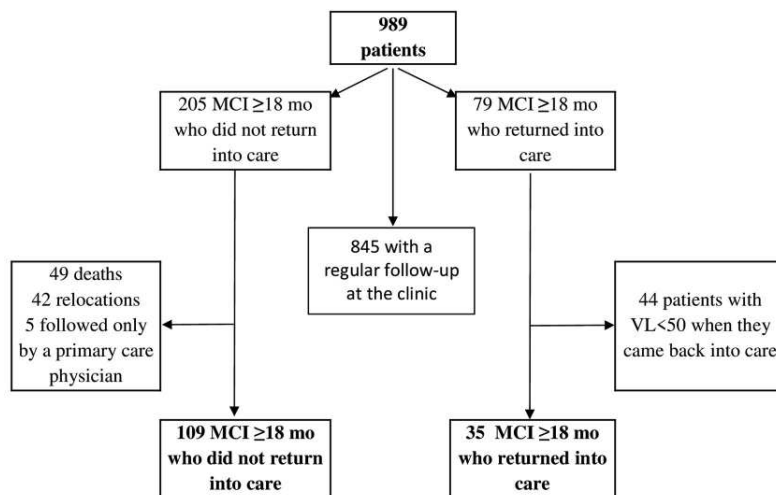 989
patients
205 MCI ≥18 mo
who did not return
into care
79 MCI ≥18 mo
who returned into
care
845 with a
regular follow-up
at the clinic
49 deaths
42 relocations
5 followed only
by a primary care
physician
44 patients with
VL<50 when they
came back into care
109 MCI ≥18 mo
who did not return
into care
35 MCI ≥18 mo
who returned into
care